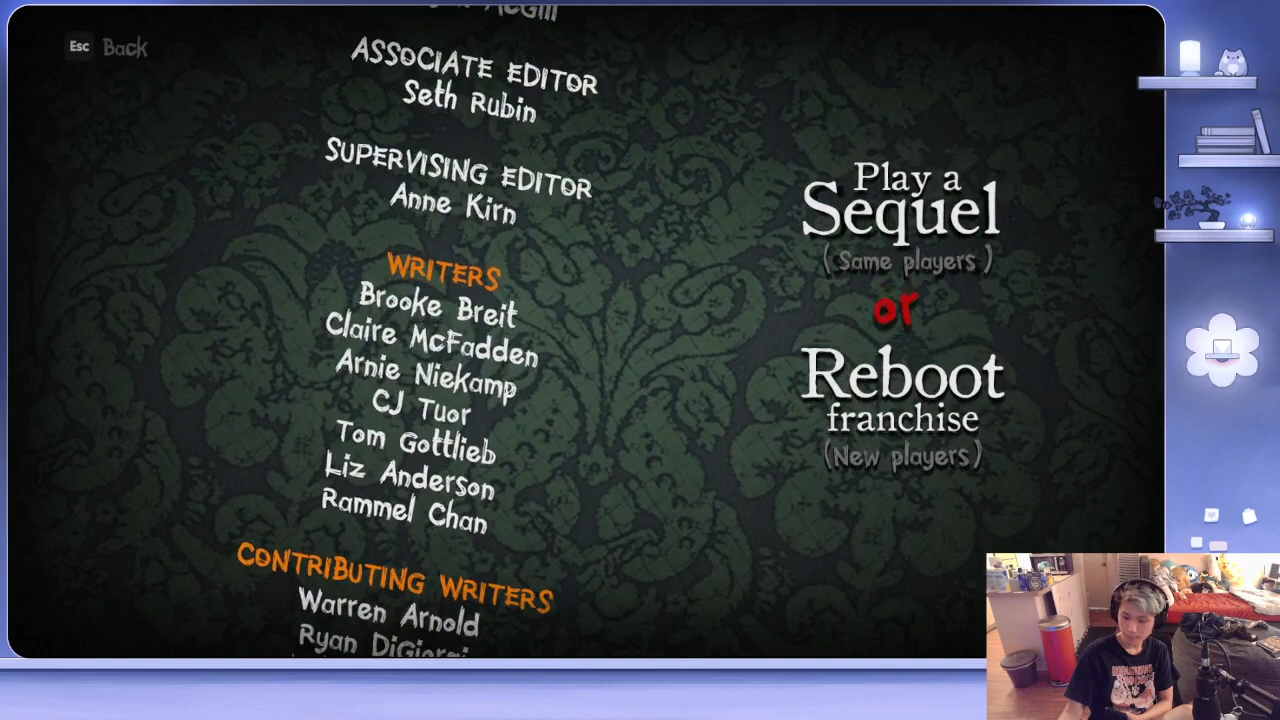 Esc Back
ASSOCIATE EDITOR
Seth Rubin
SUPERVISING EDITOR
Anne Kirn
WRITERS
Brooke Breit
Claire McFadden
Arnie Niekamp
CJ Tuor
Tom Gottlieb
Liz Anderson
Rammel Chan
CONTRIBUTING WRITERS
Warren Arnold
Ryan
Play a
Sequel
(Same players)
or
Reboot
franchise
(New players)